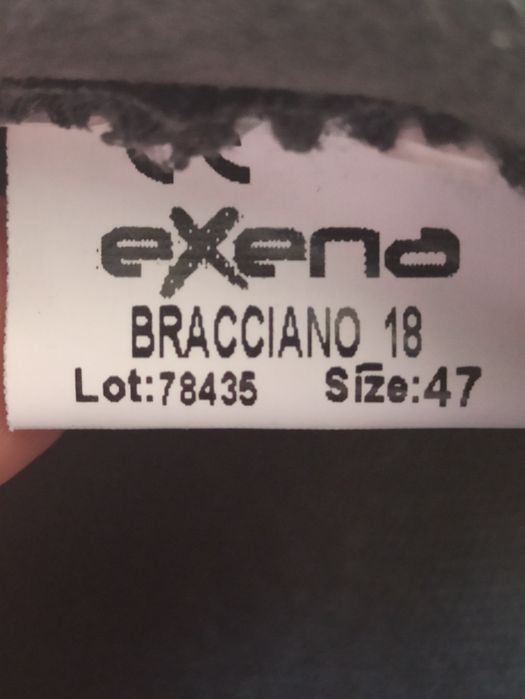 exena
BRACCIANO 18
Lot:78435 Size:47